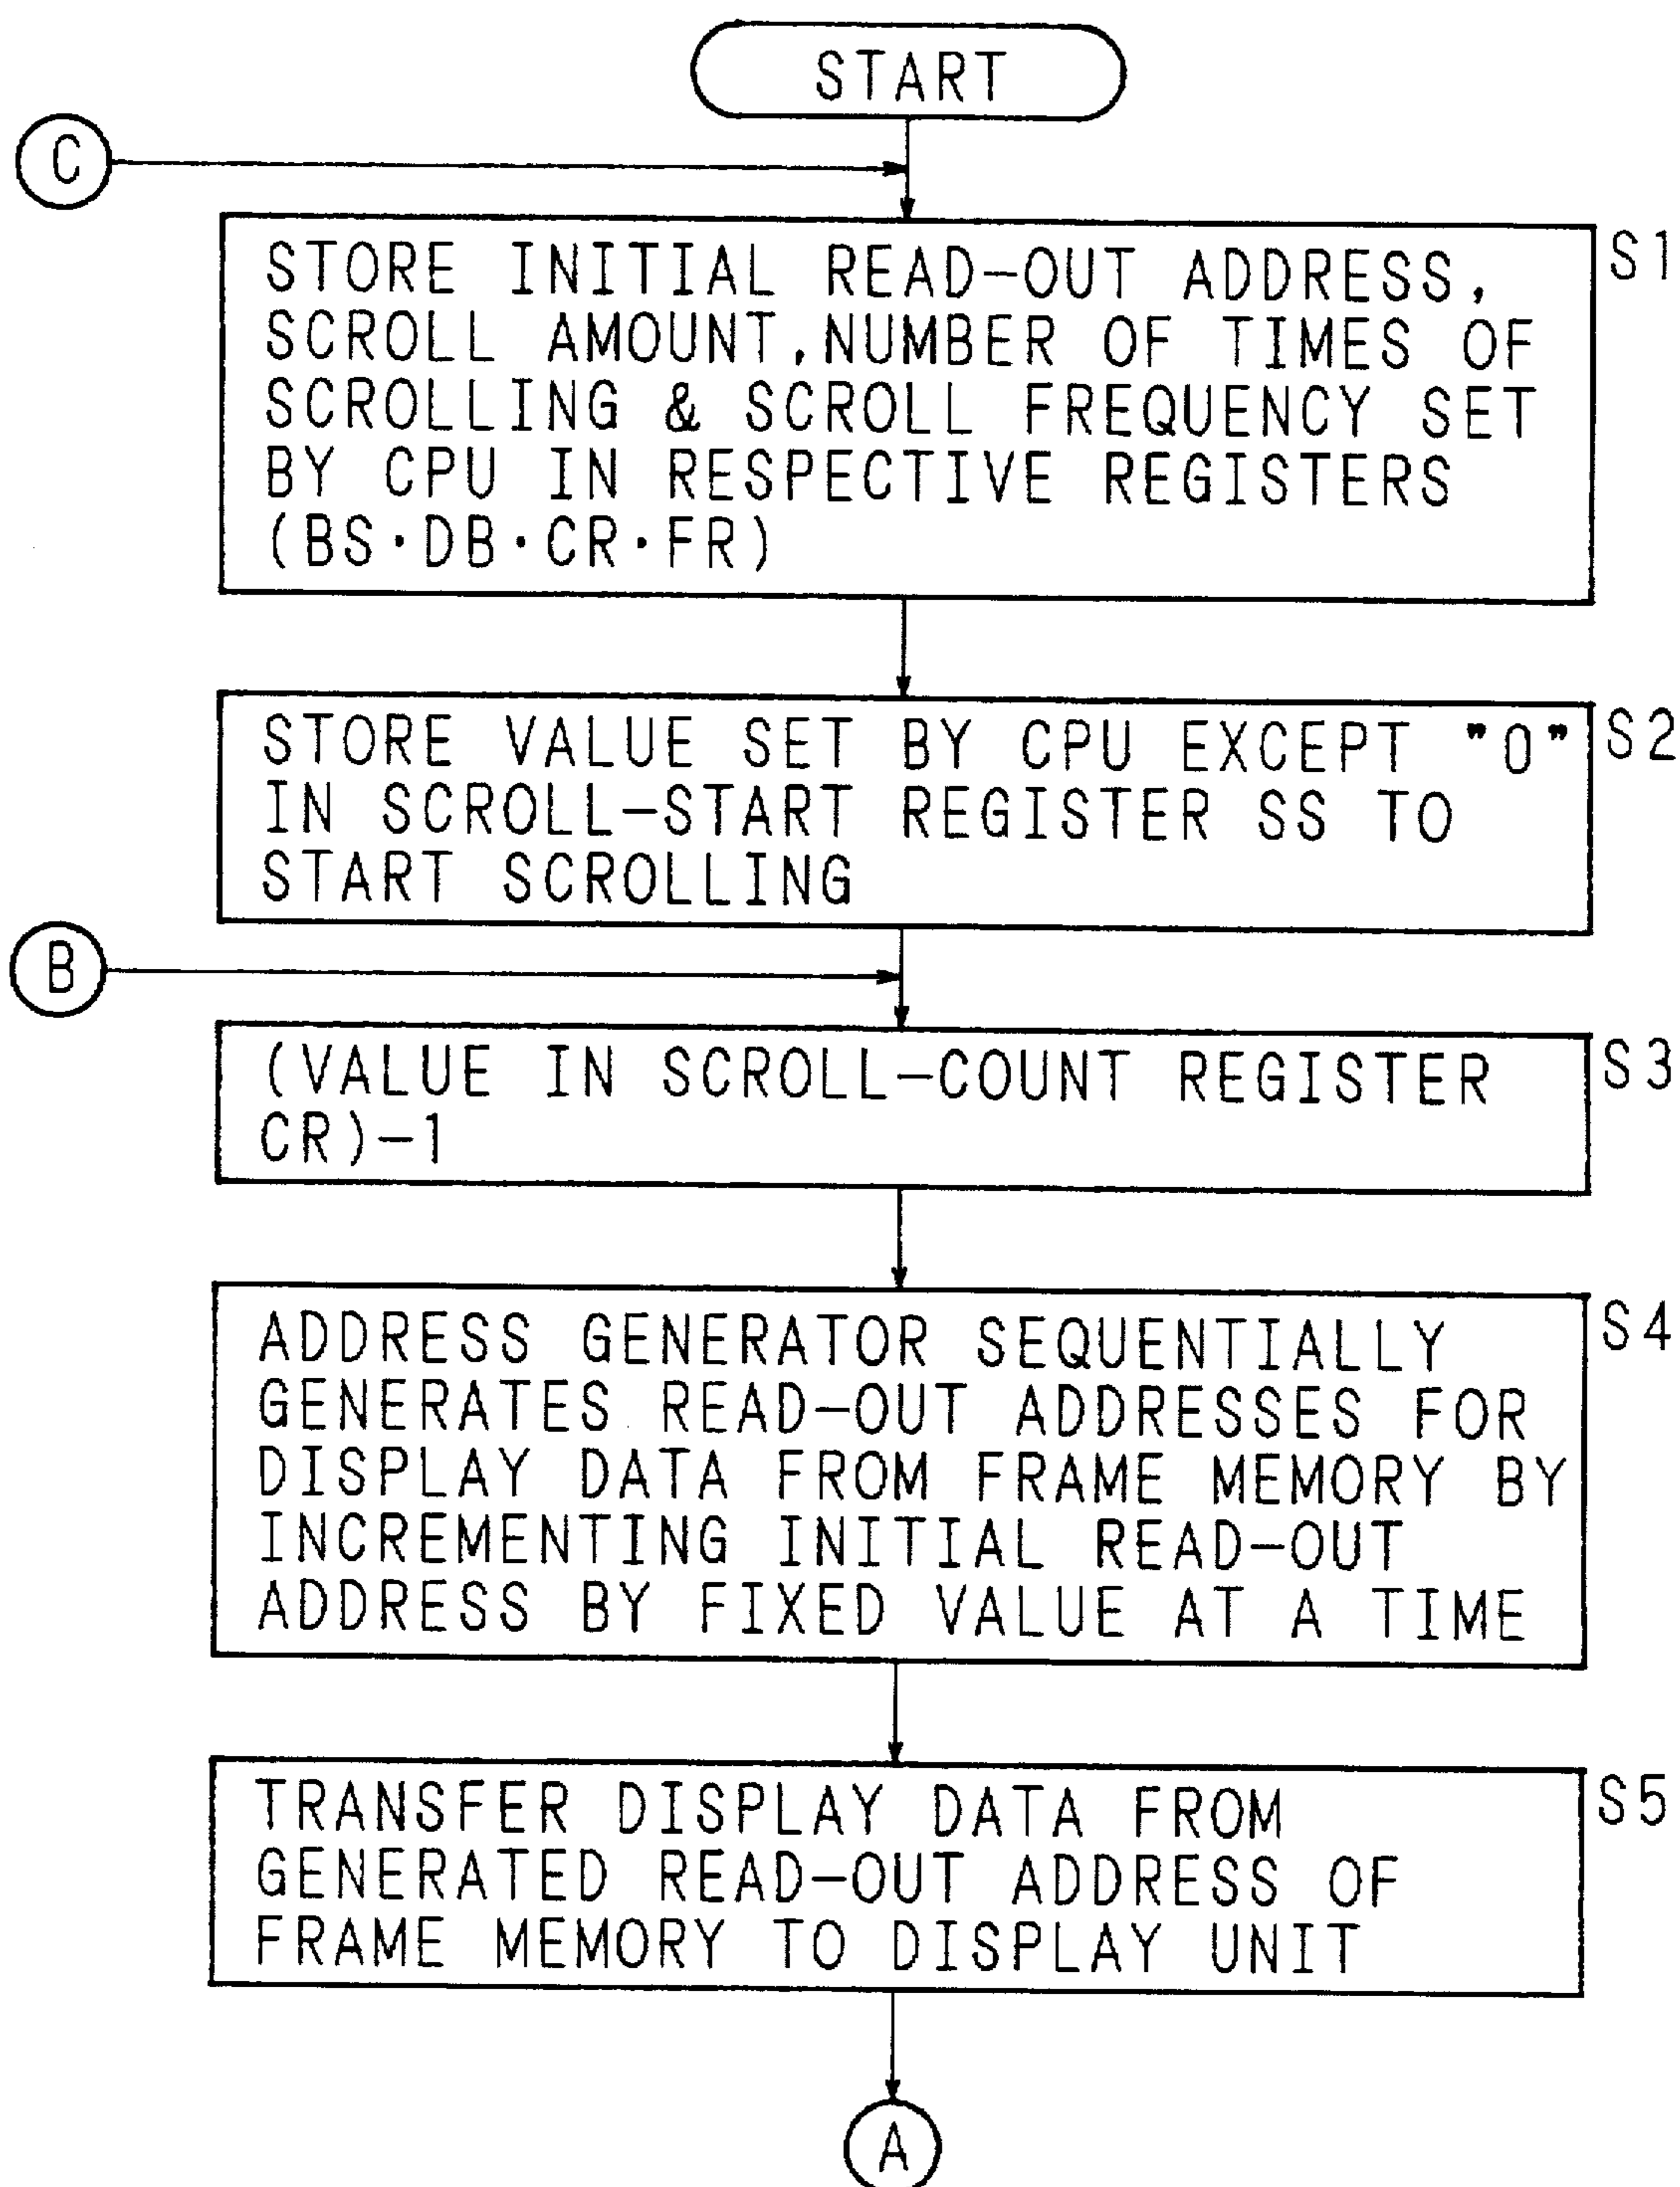 START
C
STORE INITIAL READ-OUT ADDRESS,
SCROLL AMOUNT,NUMBER OF TIMES OF
SCROLLING & SCROLL FREQUENCY SET
BY CPU IN RESPECTIVE REGISTERS
(BS·DB·CR·FR)
S1
STORE VALUE SET BY CPU EXCEPT "0"
IN SCROLL-START REGISTER SS TO
START SCROLLING
S2
B
(VALUE IN SCROLL-COUNT REGISTER
CR)-1
S3
ADDRESS GENERATOR SEQUENTIALLY
GENERATES READ-OUT ADDRESSES FOR
DISPLAY DATA FROM FRAME MEMORY BY
INCREMENTING INITIAL READ-OUT
ADDRESS BY FIXED VALUE AT A TIME
S4
TRANSFER DISPLAY DATA FROM
GENERATED READ-OUT ADDRESS OF
FRAME MEMORY TO DISPLAY UNIT
S5
A